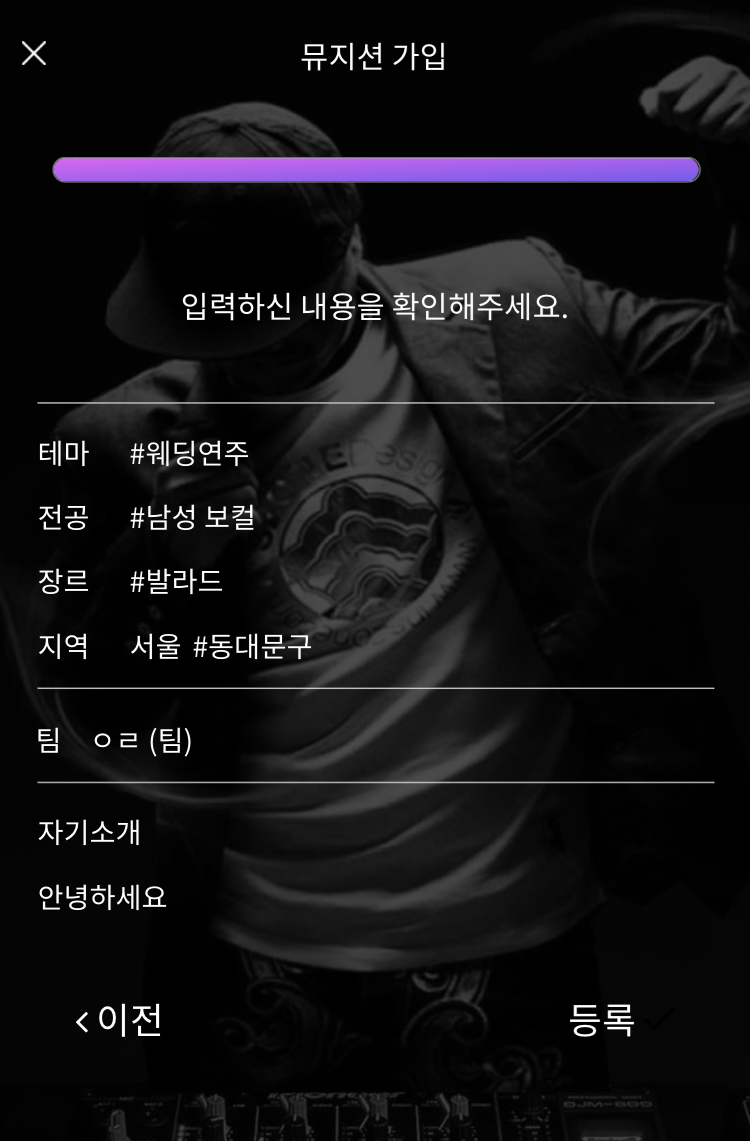 뮤지션 가입
입력하신 내용을 확인해주세요.
테마 #웨딩연주
전공 #남성 보컬
장르 #발라드
지역 서울 #동대문구
팀 ㅇㄹ (팀)
자기소개
안녕하세요
< 이전 등록
DJM-800